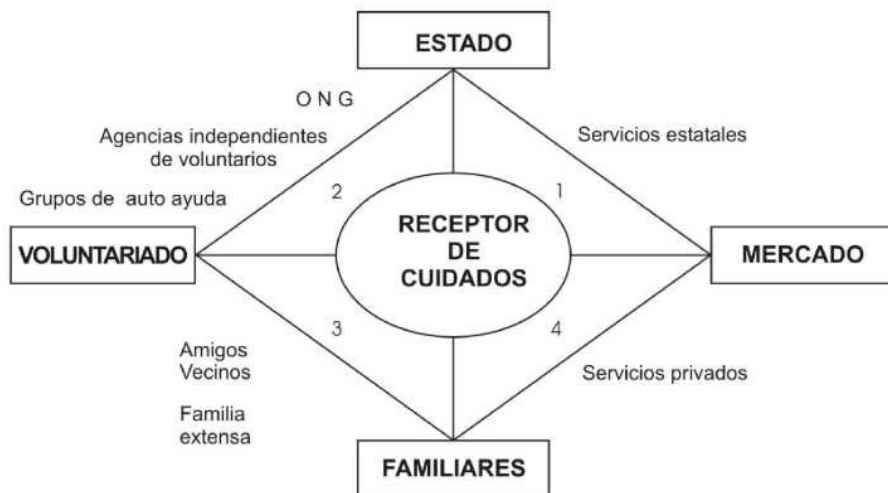 ESTADO
O N G
Agencias independientes
de voluntarios
Servicios estatales
Grupos de auto ayuda
2
1
VOLUNTARIADO
RECEPTOR
DE
CUIDADOS
MERCADO
3
4
Amigos
Vecinos
Servicios privados
Familia
extensa
FAMILIARES